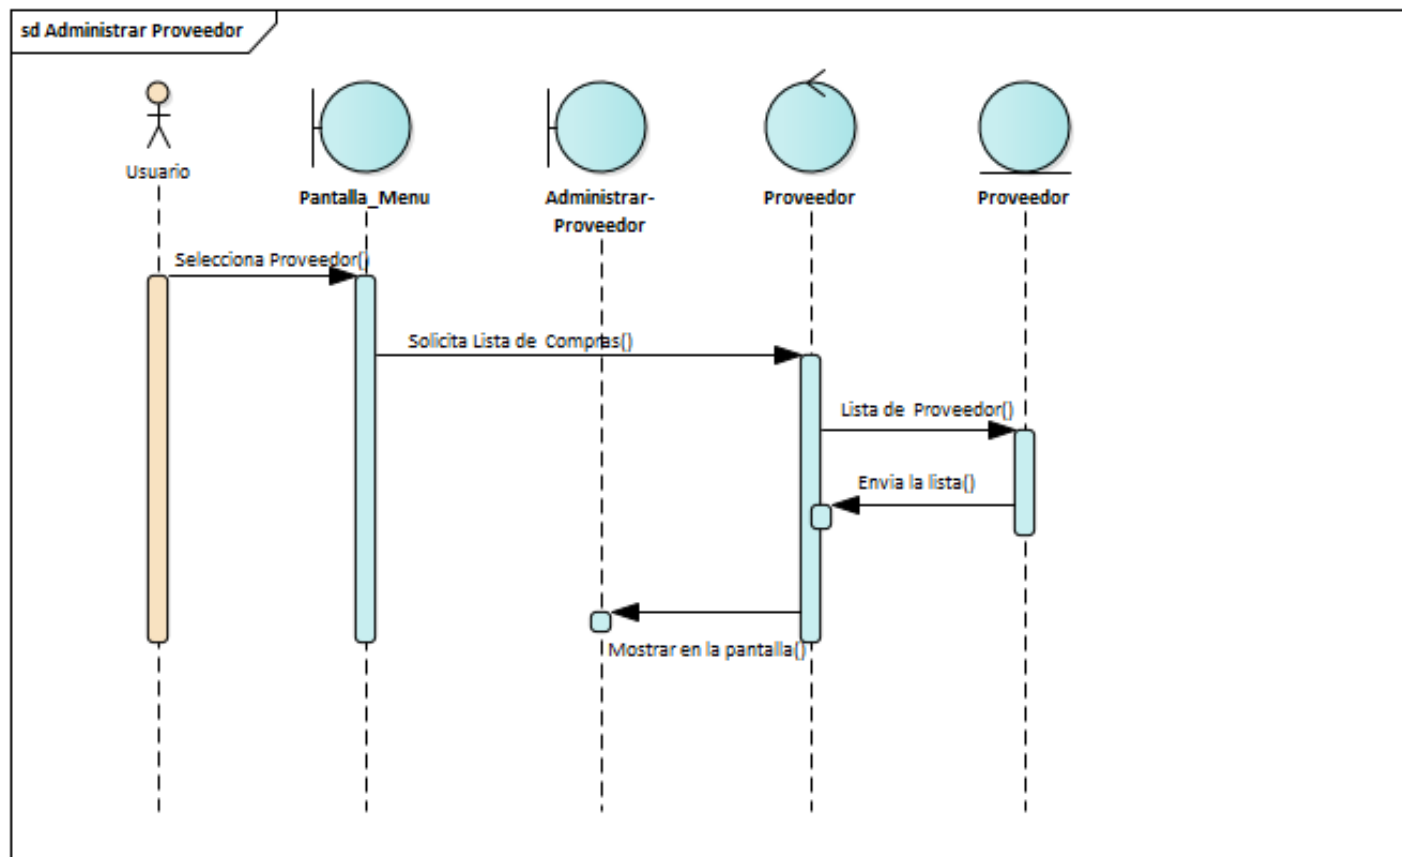 sd Administrar Proveedor
Usuario
Pantalla_Menu
Administrar-
Proveedor
Proveedor
Proveedor
Selecciona Proveedor()
Solicita Lista de Compras()
Lista de Proveedor()
Envia la lista()
Mostrar en la pantalla()